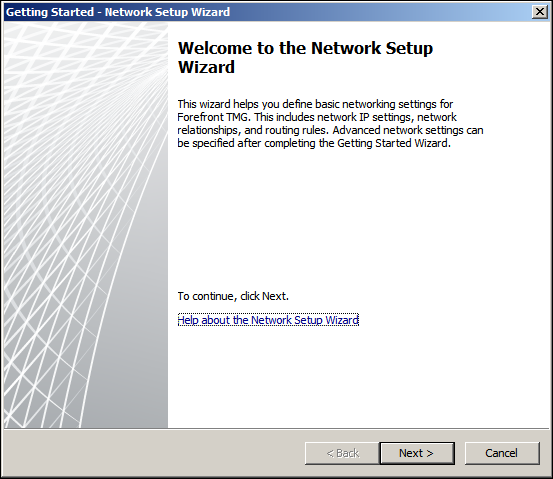 Getting Started - Network Setup Wizard
Welcome to the Network Setup
Wizard
This wizard helps you define basic networking settings for
Forefront TMG. This includes network IP settings, network
relationships, and routing rules. Advanced network settings can
be specified after completing the Getting Started Wizard.
To continue, click Next.
Help about the Network Setup Wizard
< Back
Next >
Cancel